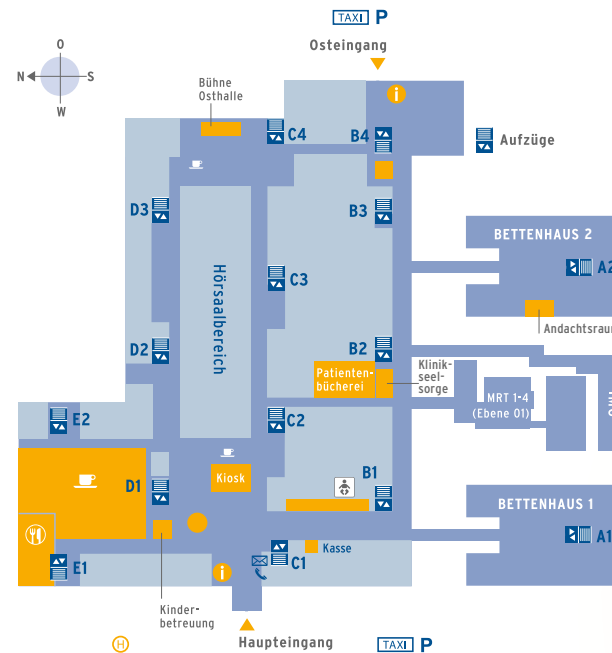 TAXI P
Osteingang
O
N S
W
Bühne
Osthalle
i
C4
B4
Aufzüge
D3
B3
BETTENHAUS 2
Hörsaalbereich
C3
A2
Andachtsraum
D2
B2
Klinik-
seel-
sorge
Patienten-
bücherei
MRT 1-4
(Ebene 01)
E2
C2
Kiosk
B1
D1
BETTENHAUS 1
A1
Kasse
E1
C1
i
Kinder-
betreuung
H
Haupteingang
TAXI P